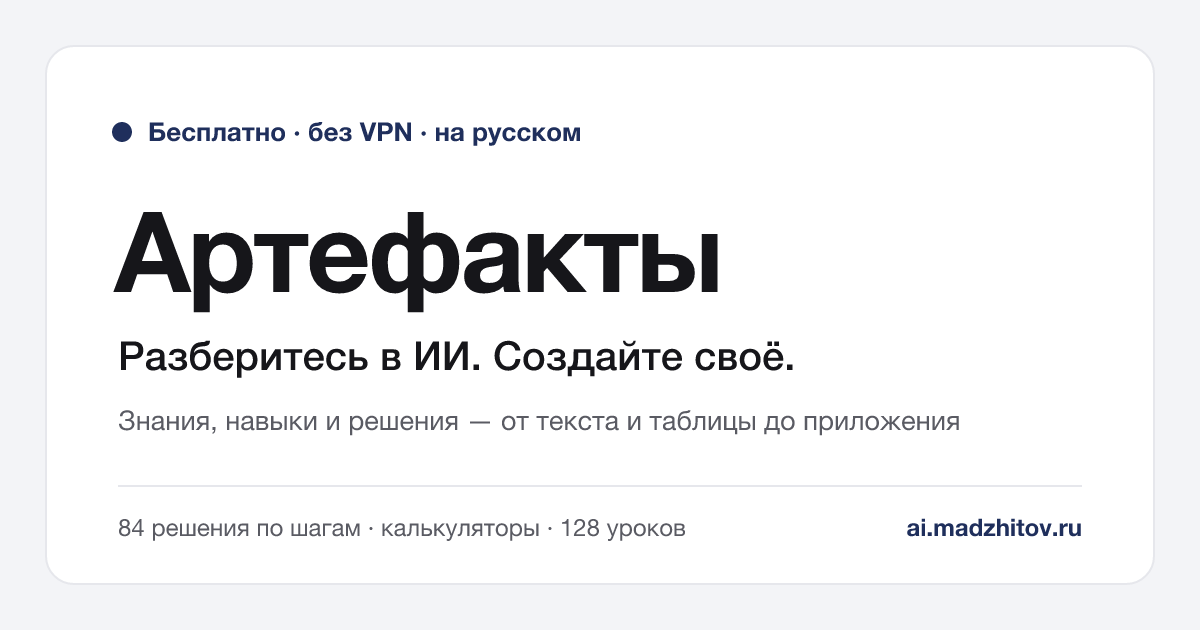 Бесплатно · без VPN · на русском
Артефакты
Разберитесь в ИИ. Создайте своё.
Знания, навыки и решения — от текста и таблицы до приложения
84 решения по шагам · калькуляторы · 128 уроков
ai.madzhitov.ru